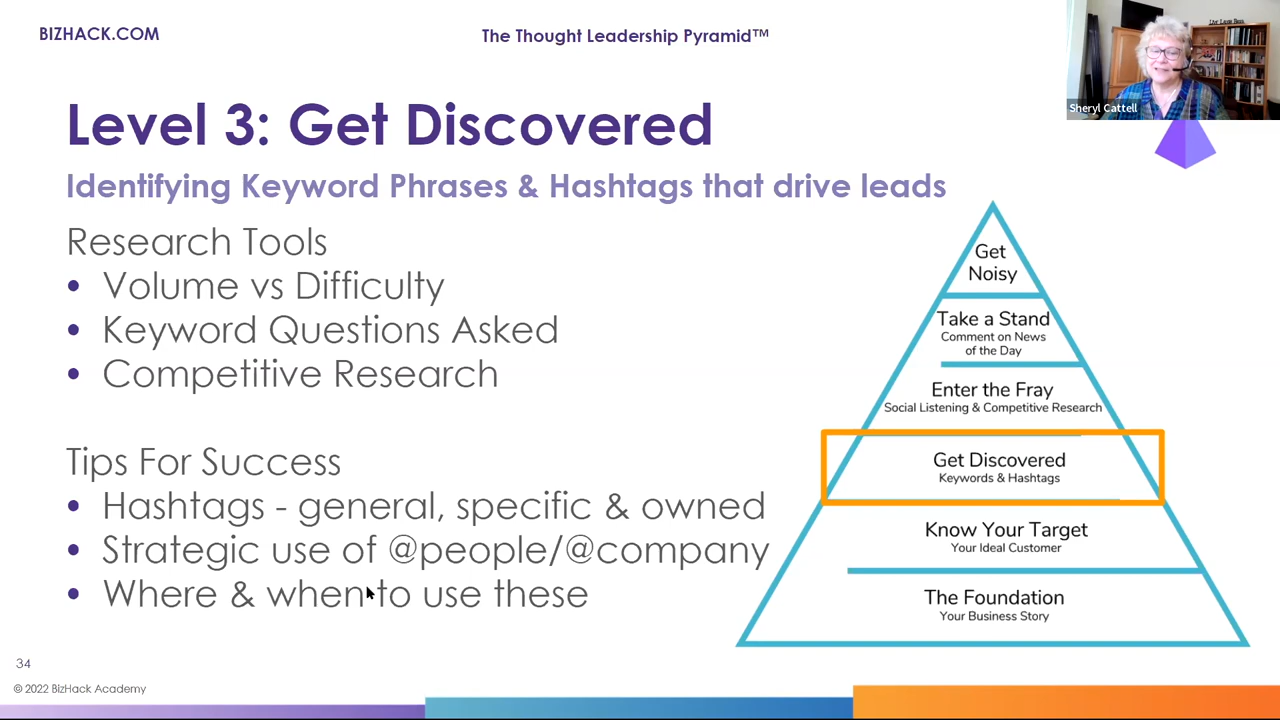 BIZHACK.COM
The Thought Leadership Pyramid™
Sheryl Cattell
Level 3: Get Discovered
Identifying Keyword Phrases & Hashtags that drive leads
Research Tools
• Volume vs Difficulty
• Keyword Questions Asked
• Competitive Research
Tips For Success
• Hashtags - general, specific & owned
• Strategic use of @people/@company
• Where & when to use these
Get
Noisy
Take a Stand
Comment on News
of the Day
Enter the Fray
Social Listening & Competitive Research
Get Discovered
Keywords & Hashtags
Know Your Target
Your Ideal Customer
The Foundation
Your Business Story
34
© 2022 BizHack Academy